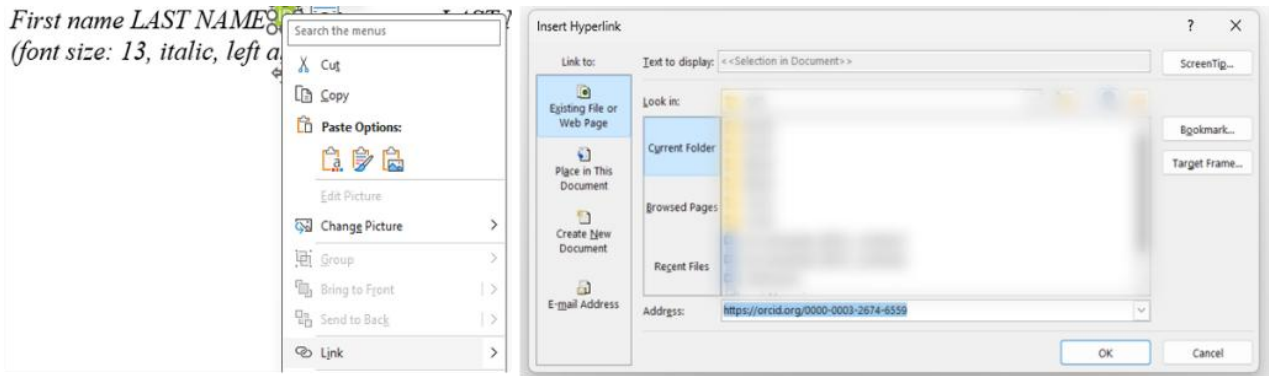 First name LAST NAME LAST
(font size: 13, italic, left a
Search the menus
Cut
Copy
Paste Options:
Edit Picture
Change Picture
Group
Bring to Front
Send to Back
Link
Insert Hyperlink
Link to:
Text to display: <<Selection in Document>>
ScreenTip...
Existing File or
Web Page
Look in:
Bookmark...
Current Folder
Target Frame...
Place in This
Document
Browsed Pages
Create New
Document
Recent Files
E-mail Address
Address: https://orcid.org/0000-0003-2674-6559
OK Cancel